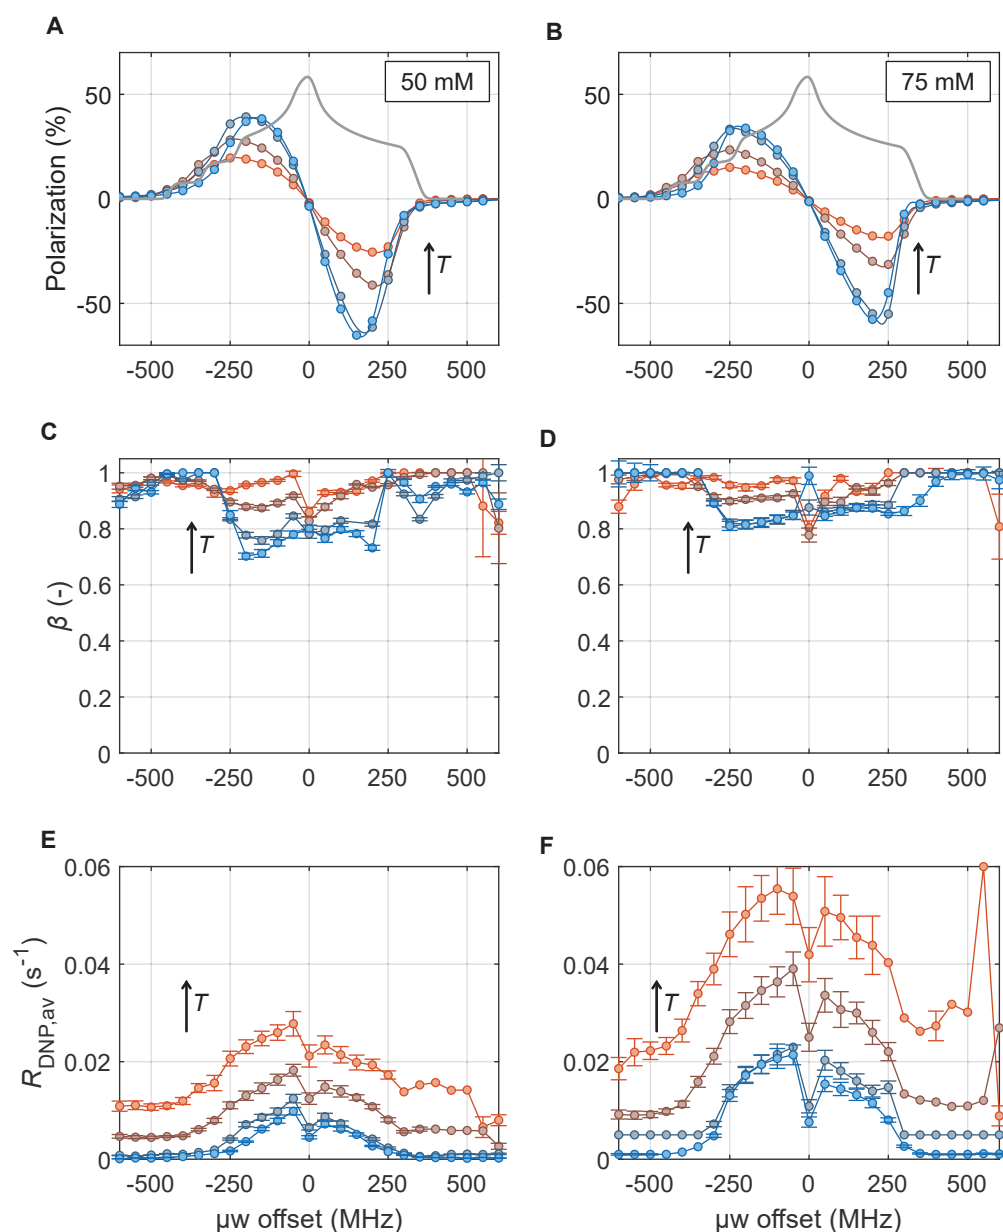 A
B
50 mM
75 mM
Polarization (%)
50
0
-50
T
-500 -250 0 250 500
50
0
-50
T
-500 -250 0 250 500
C
D
β (-)
1
0.8
0.6
0.4
0.2
0
T
-500 -250 0 250 500
1
0.8
0.6
0.4
0.2
0
T
-500 -250 0 250 500
E
F
R_DNP,av (s⁻¹)
0.06
0.04
0.02
0
T
-500 -250 0 250 500
µw offset (MHz)
0.06
0.04
0.02
0
T
-500 -250 0 250 500
µw offset (MHz)